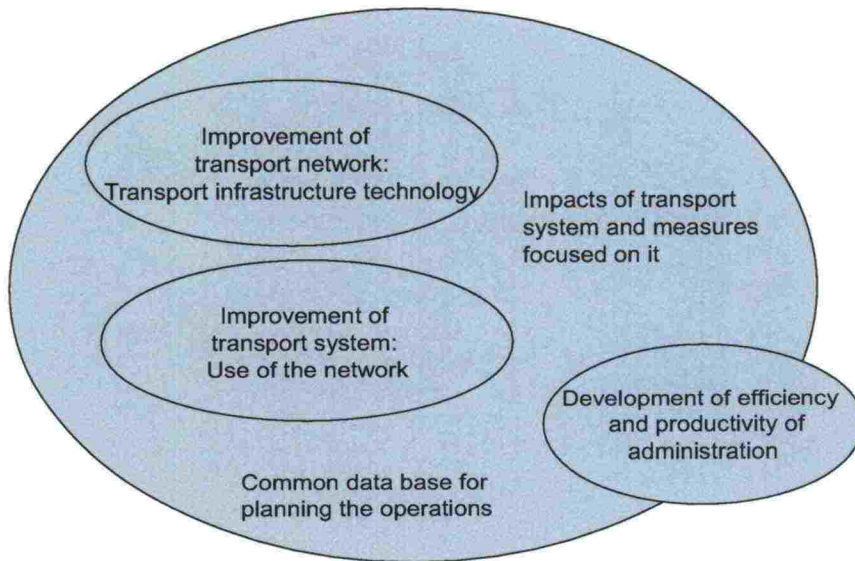 Improvement of
transport network:
Transport infrastructure technology
Impacts of transport
system and measures
focused on it
Improvement of
transport system:
Use of the network
Development of efficiency
and productivity of
administration
Common data base for
planning the operations